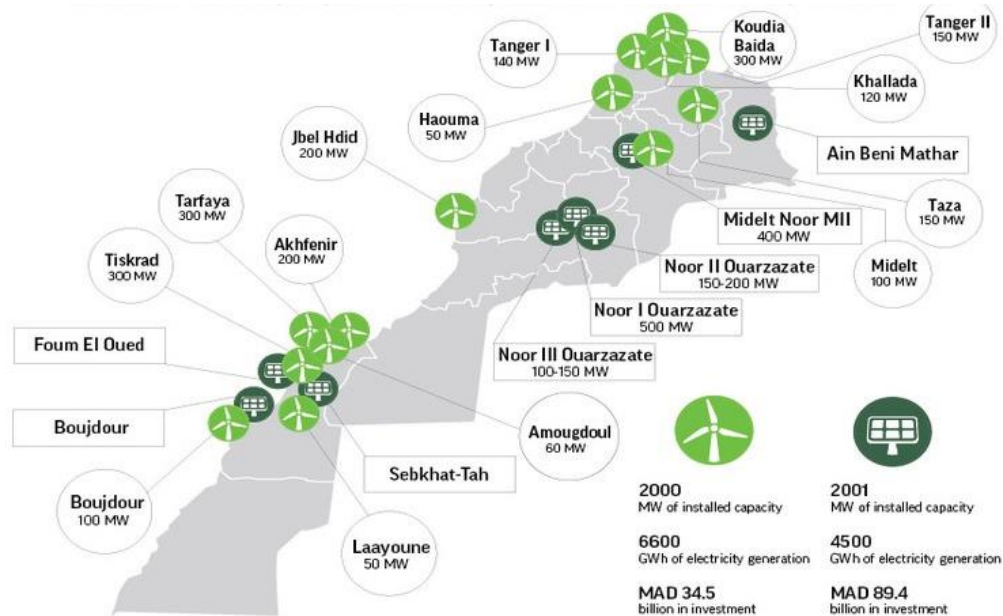 Koudia
Baida
300 MW
Tanger II
150 MW
Tanger I
140 MW
Khallada
120 MW
Haouma
50 MW
Jbel Hdid
200 MW
Ain Beni Mathar
Tarfaya
300 MW
Taza
150 MW
Midelt Noor MII
400 MW
Akhfenir
200 MW
Tiskrad
300 MW
Midelt
100 MW
Noor II Ouarzazate
150-200 MW
Noor I Ouarzazate
500 MW
Foum El Oued
Noor III Ouarzazate
100-150 MW
Boujdour
Amougdoul
60 MW
Sebkhat-Tah
Boujdour
100 MW
Laayoune
50 MW
2000
MW of installed capacity
6600
GWh of electricity generation
MAD 34.5
billion in investment
2001
MW of installed capacity
4500
GWh of electricity generation
MAD 89.4
billion in investment